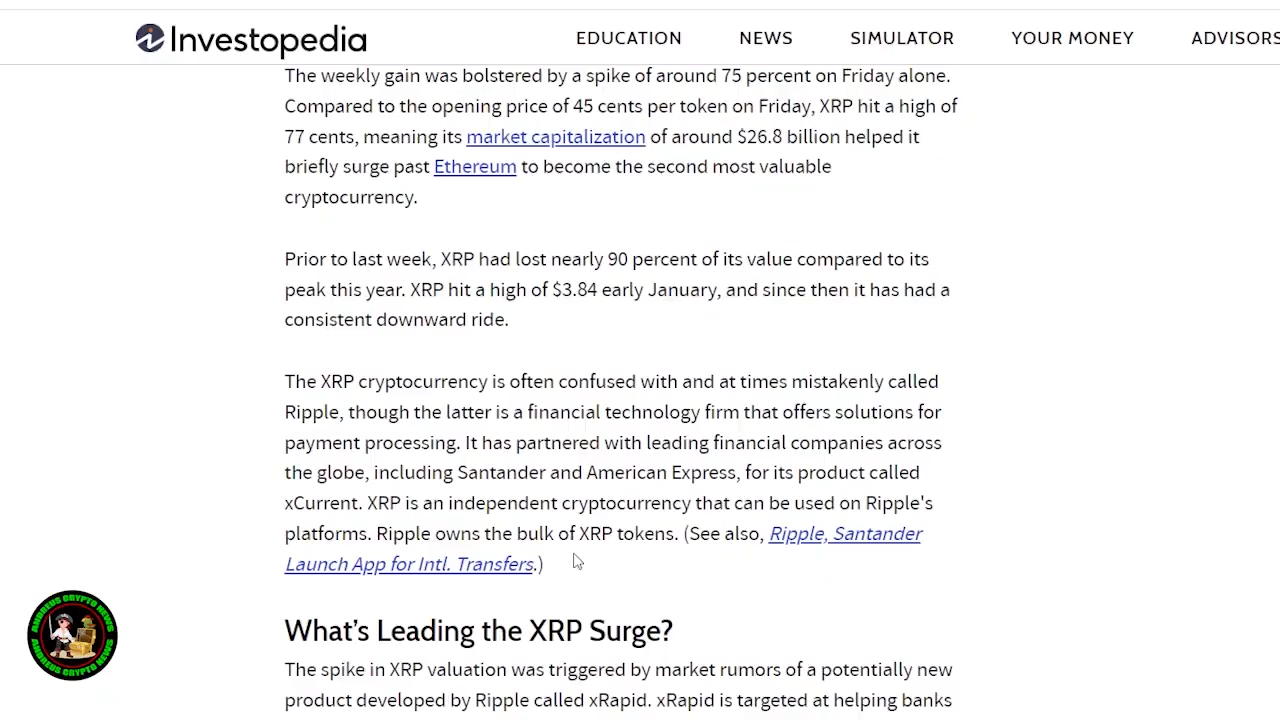 Investopedia
EDUCATION NEWS SIMULATOR YOUR MONEY ADVISORS
The weekly gain was bolstered by a spike of around 75 percent on Friday alone.
Compared to the opening price of 45 cents per token on Friday, XRP hit a high of
77 cents, meaning its market capitalization of around $26.8 billion helped it
briefly surge past Ethereum to become the second most valuable
cryptocurrency.
Prior to last week, XRP had lost nearly 90 percent of its value compared to its
peak this year. XRP hit a high of $3.84 early January, and since then it has had a
consistent downward ride.
The XRP cryptocurrency is often confused with and at times mistakenly called
Ripple, though the latter is a financial technology firm that offers solutions for
payment processing. It has partnered with leading financial companies across
the globe, including Santander and American Express, for its product called
xCurrent. XRP is an independent cryptocurrency that can be used on Ripple's
platforms. Ripple owns the bulk of XRP tokens. (See also, Ripple, Santander
Launch App for Intl. Transfers.)
What's Leading the XRP Surge?
The spike in XRP valuation was triggered by market rumors of a potentially new
product developed by Ripple called xRapid. xRapid is targeted at helping banks
ANDREUS CRYPTO NEWS
ANDREUS CRYPTO NEWS